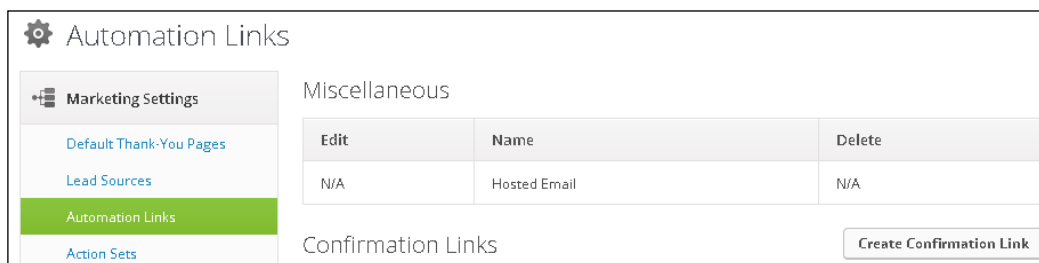 Automation Links
Marketing Settings
Default Thank-You Pages
Lead Sources
Automation Links
Action Sets
Miscellaneous
Edit Name Delete
N/A Hosted Email N/A
Confirmation Links
Create Confirmation Link